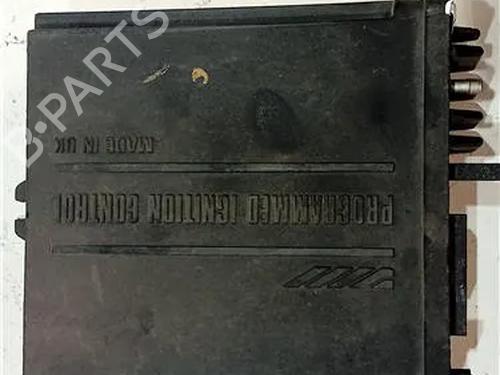 PROGRAMMED IGNITION CONTROL
MADE IN UK
B-PARTS